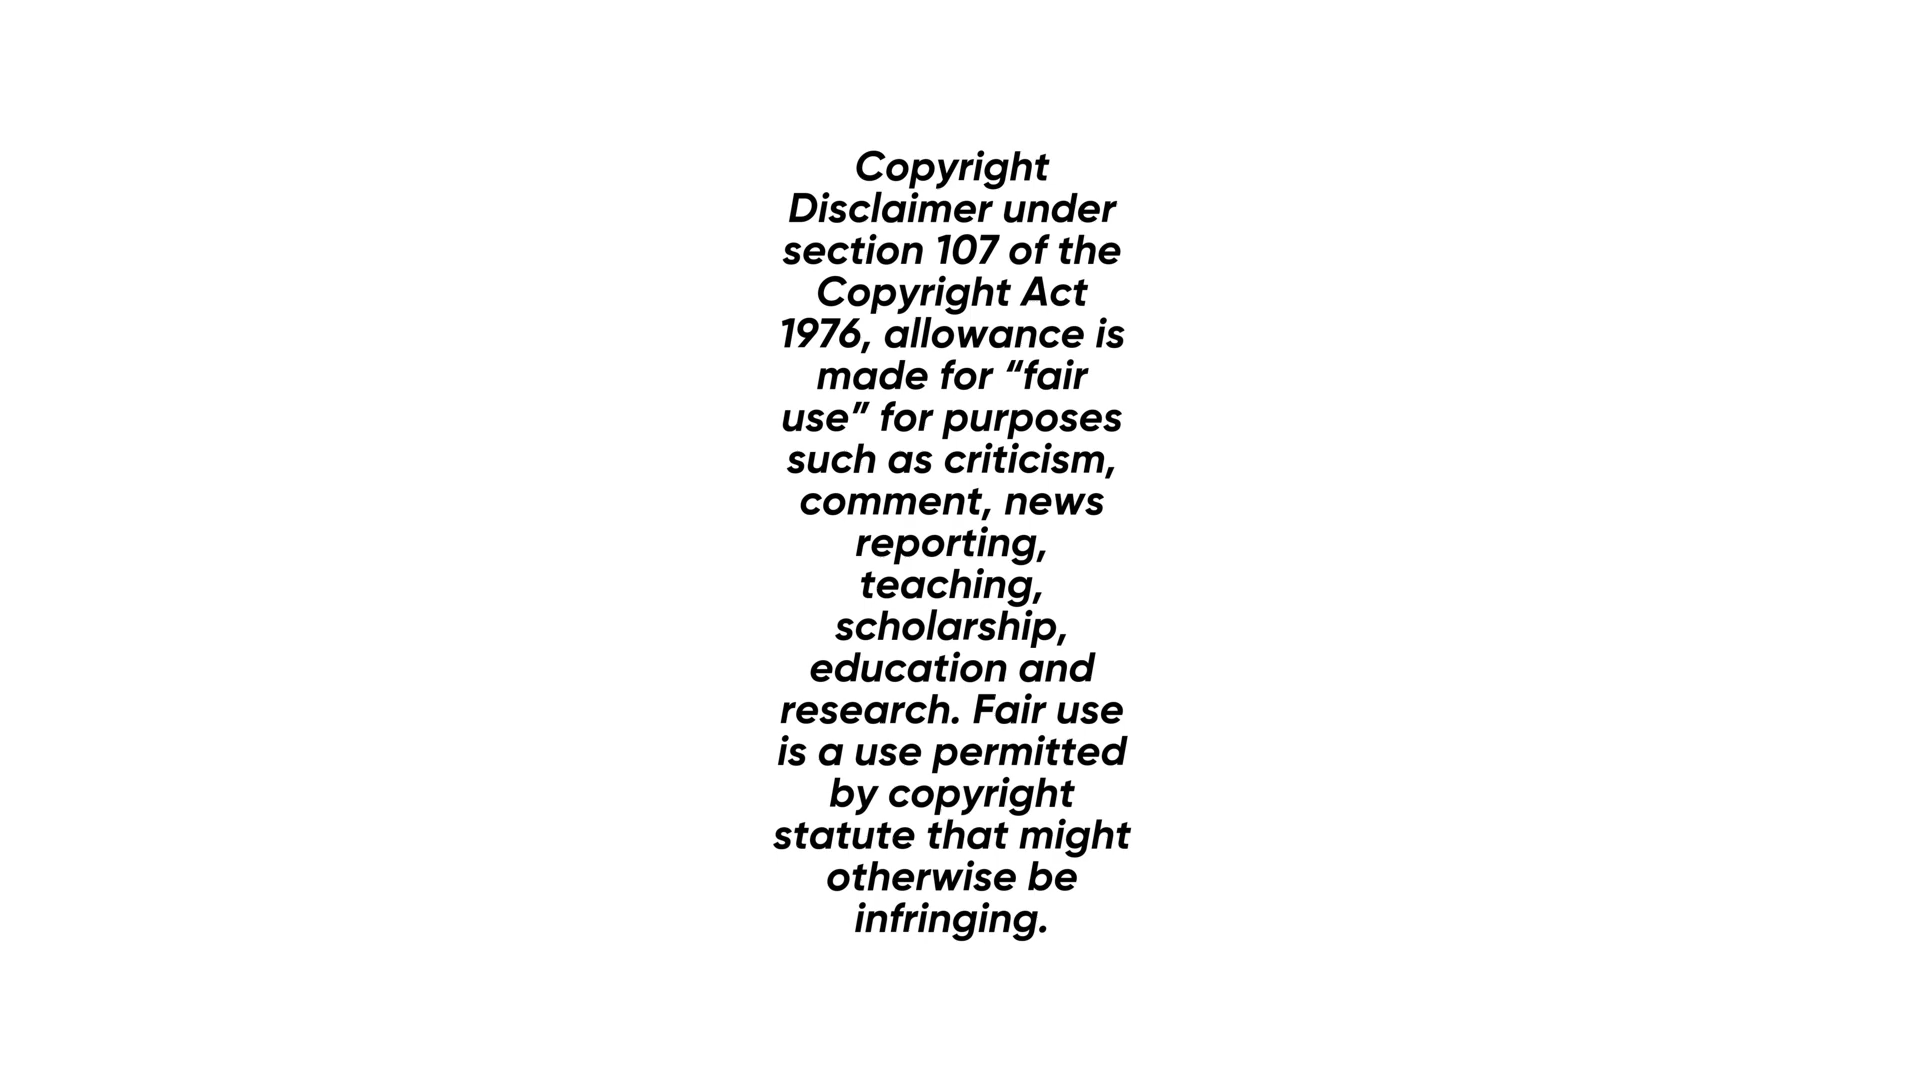 Copyright
Disclaimer under
section 107 of the
Copyright Act
1976, allowance is
made for “fair
use” for purposes
such as criticism,
comment, news
reporting,
teaching,
scholarship,
education and
research. Fair use
is a use permitted
by copyright
statute that might
otherwise be
infringing.